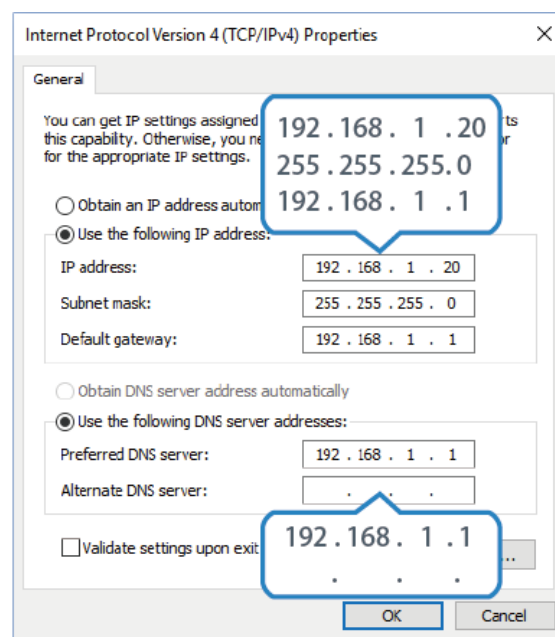 Internet Protocol Version 4 (TCP/IPv4) Properties
General
You can get IP settings assigned
this capability. Otherwise, you
for the appropriate IP settings.
192.168. 1 .20
255.255.255.0
192.168. 1 .1
Obtain an IP address
Use the following IP address:
IP address: 192 . 168 . 1 . 20
Subnet mask: 255 . 255 . 255 . 0
Default gateway: 192 . 168 . 1 . 1
Obtain DNS server address automatically
Use the following DNS server addresses:
Preferred DNS server: 192 . 168 . 1 . 1
Alternate DNS server: . . .
192.168. 1 .1
. . .
Validate settings upon exit
...
OK Cancel